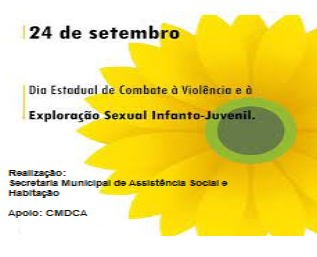 24 de setembro
Dia Estadual de Combate à Violência e à
Exploração Sexual Infanto-Juvenil.
Realização:
Secretaria Municipal de Assistência Social e
Habitação
Apoio: CMDCA